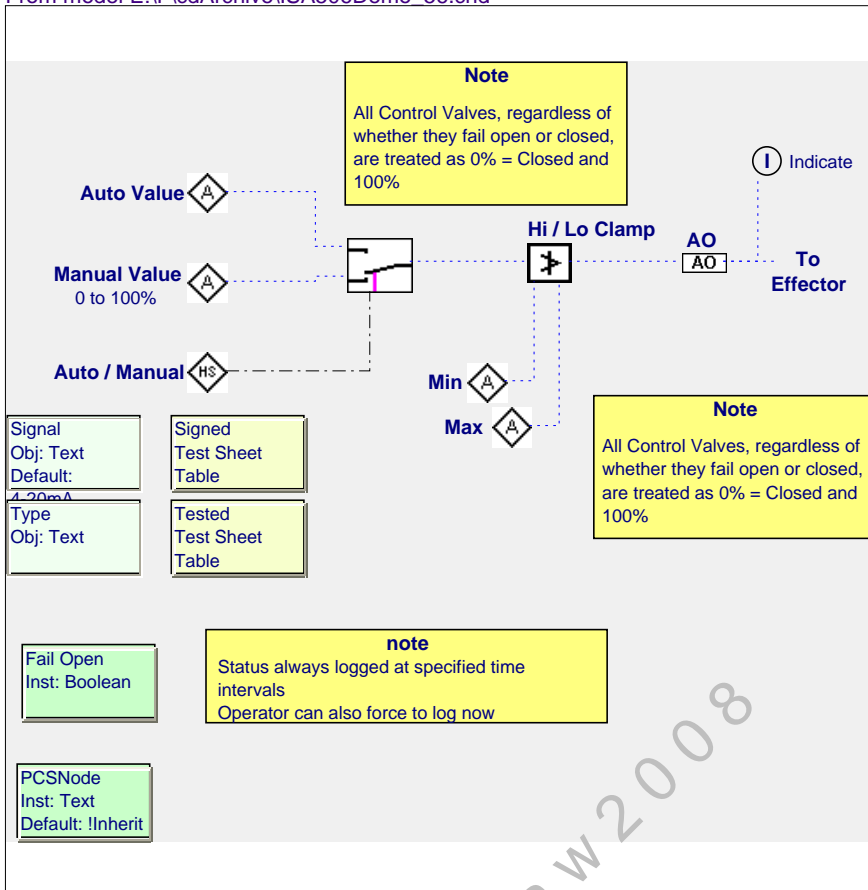 Note
All Control Valves, regardless of
whether they fail open or closed,
are treated as 0% = Closed and
100%
I Indicate
Auto Value A
Hi / Lo Clamp
AO
AO
To
Effector
Manual Value A
0 to 100%
Auto / Manual HS
Min A
Max A
Note
All Control Valves, regardless of
whether they fail open or closed,
are treated as 0% = Closed and
100%
Signal
Obj: Text
Default:
4-20mA
Signed
Test Sheet
Table
Type
Obj: Text
Tested
Test Sheet
Table
Fail Open
Inst: Boolean
note
Status always logged at specified time
intervals
Operator can also force to log now
PCSNode
Inst: Text
Default: !Inherit
w2008